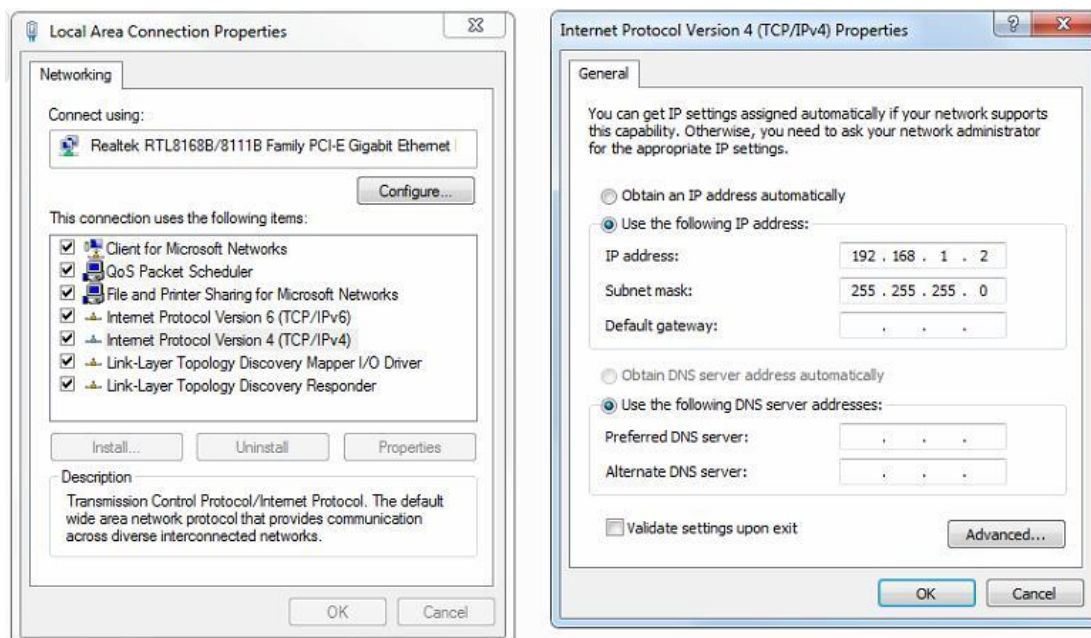 Local Area Connection Properties
Networking
Connect using:
Realtek RTL8168B/8111B Family PCI-E Gigabit Ethernet
Configure...
This connection uses the following items:
Client for Microsoft Networks
QoS Packet Scheduler
File and Printer Sharing for Microsoft Networks
Internet Protocol Version 6 (TCP/IPv6)
Internet Protocol Version 4 (TCP/IPv4)
Link-Layer Topology Discovery Mapper I/O Driver
Link-Layer Topology Discovery Responder
Install... Uninstall Properties
Description
Transmission Control Protocol/Internet Protocol. The default
wide area network protocol that provides communication
across diverse interconnected networks.
OK Cancel
Internet Protocol Version 4 (TCP/IPv4) Properties
General
You can get IP settings assigned automatically if your network supports
this capability. Otherwise, you need to ask your network administrator
for the appropriate IP settings.
Obtain an IP address automatically
Use the following IP address:
IP address: 192 . 168 . 1 . 2
Subnet mask: 255 . 255 . 255 . 0
Default gateway: . . .
Obtain DNS server address automatically
Use the following DNS server addresses:
Preferred DNS server: . . .
Alternate DNS server: . . .
Validate settings upon exit
Advanced...
OK Cancel